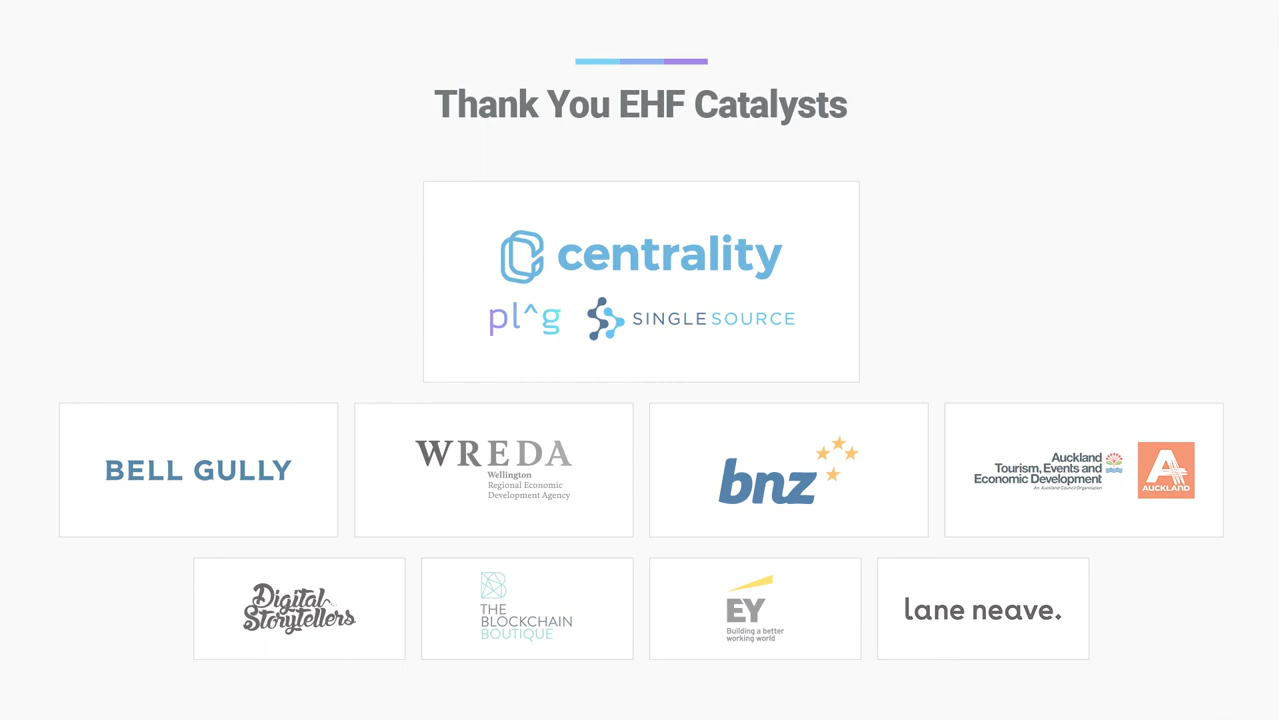 Thank You EHF Catalysts
centrality
pl^g
SINGLESOURCE
BELL GULLY
WREDA
Wellington
Regional Economic
Development Agency
bnz
Auckland
Tourism, Events and
Economic Development
An Auckland Council Organisation
AUCKLAND
Digital
Storytellers
THE
BLOCKCHAIN
BOUTIQUE
EY
Building a better
working world
lane neave.